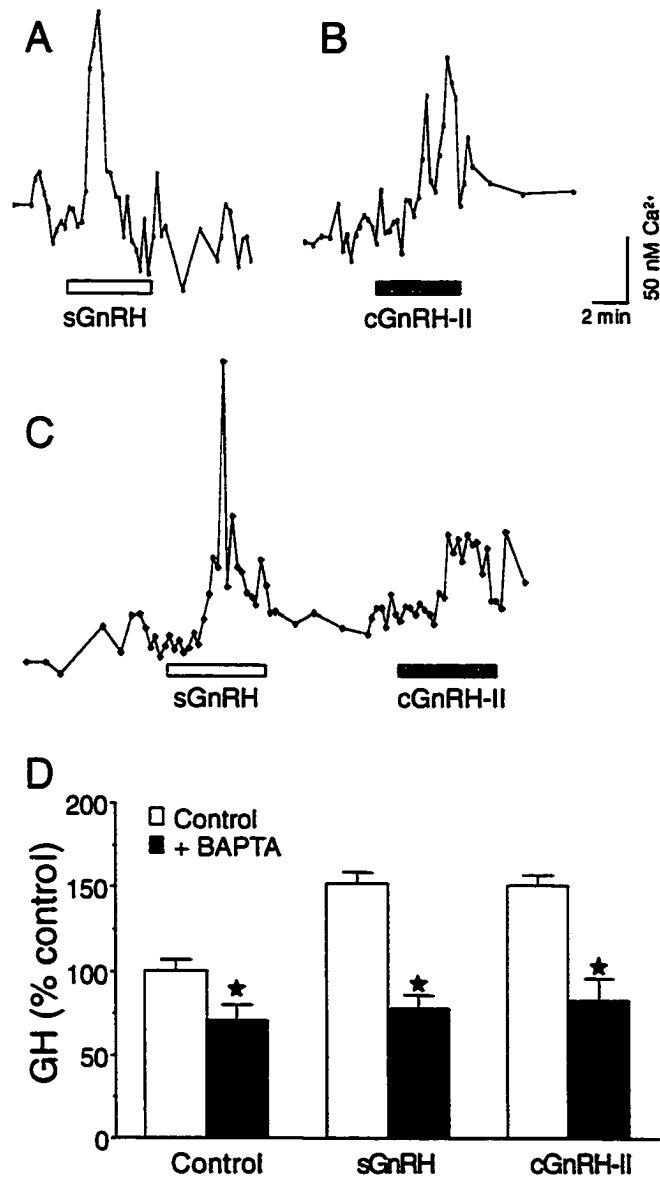 A
B
sGnRH
cGnRH-II
50 nM Ca²⁺
2 min
C
sGnRH
cGnRH-II
D
200
150
100
50
0
GH (% control)
Control
+ BAPTA
★
★
★
Control
sGnRH
cGnRH-II